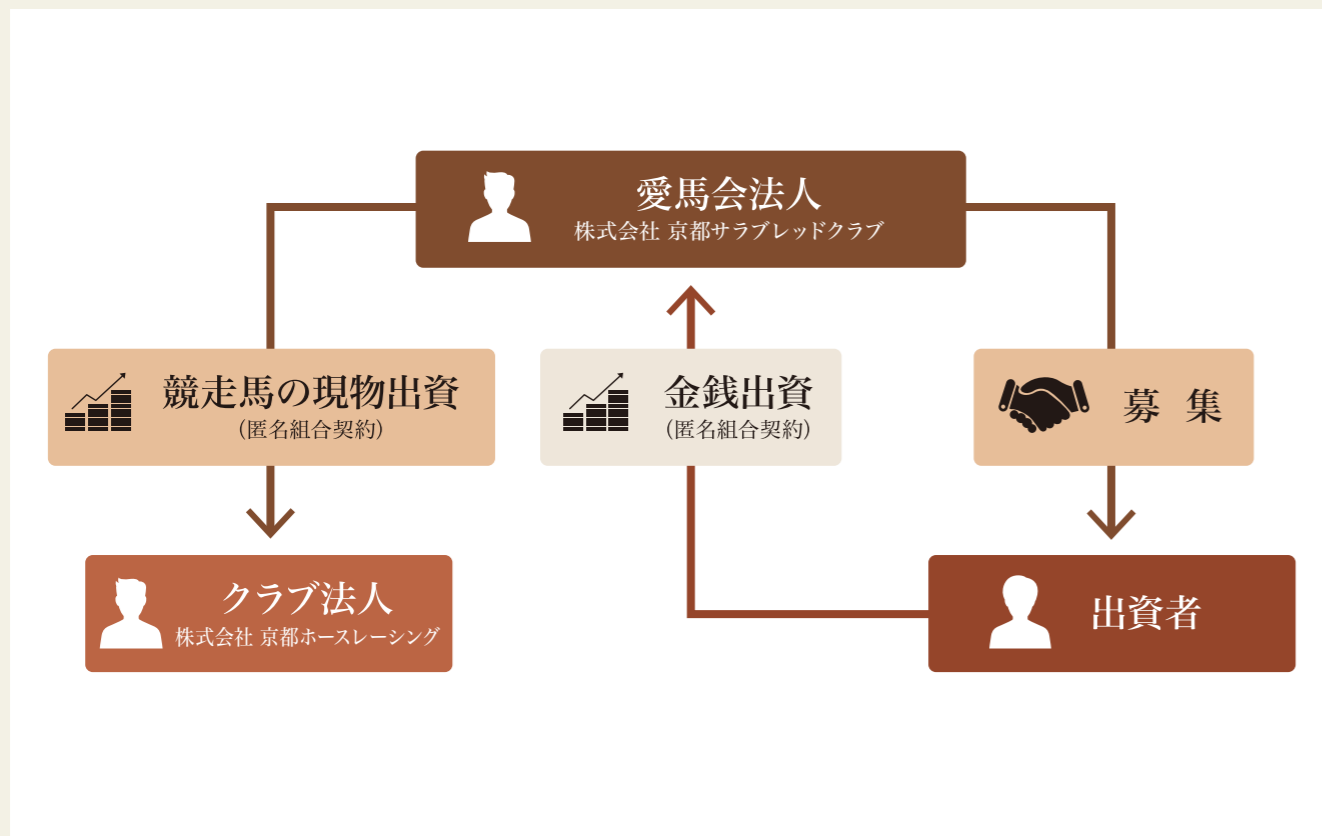 愛馬会法人
株式会社 京都サラブレッドクラブ
競走馬の現物出資
(匿名組合契約)
金銭出資
(匿名組合契約)
募 集
クラブ法人
株式会社 京都ホースレーシング
出資者